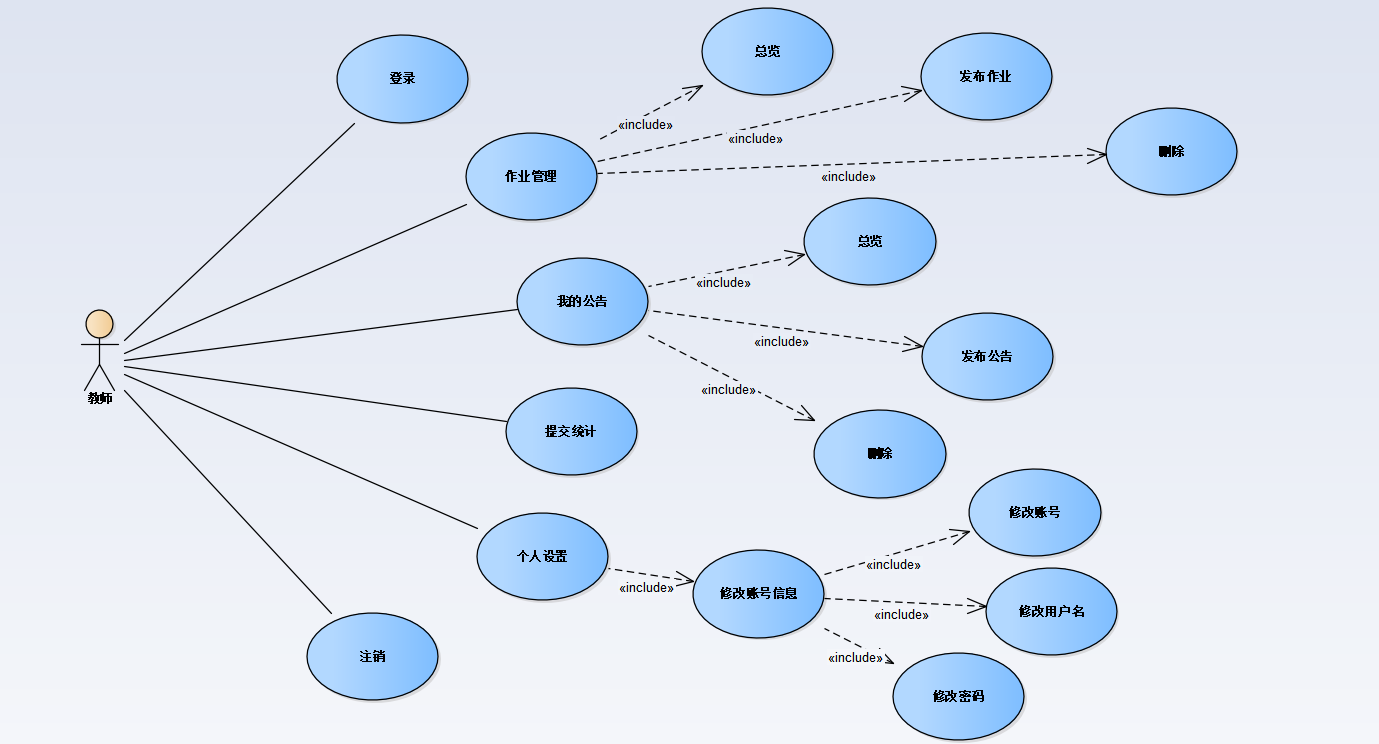 总览
登录
发布作业
«include»
«include»
删除
作业管理
«include»
总览
«include»
我的公告
«include»
发布公告
«include»
教师
提交统计
删除
修改账号
个人设置
«include»
«include»
修改账号信息
«include»
修改用户名
注销
«include»
修改密码